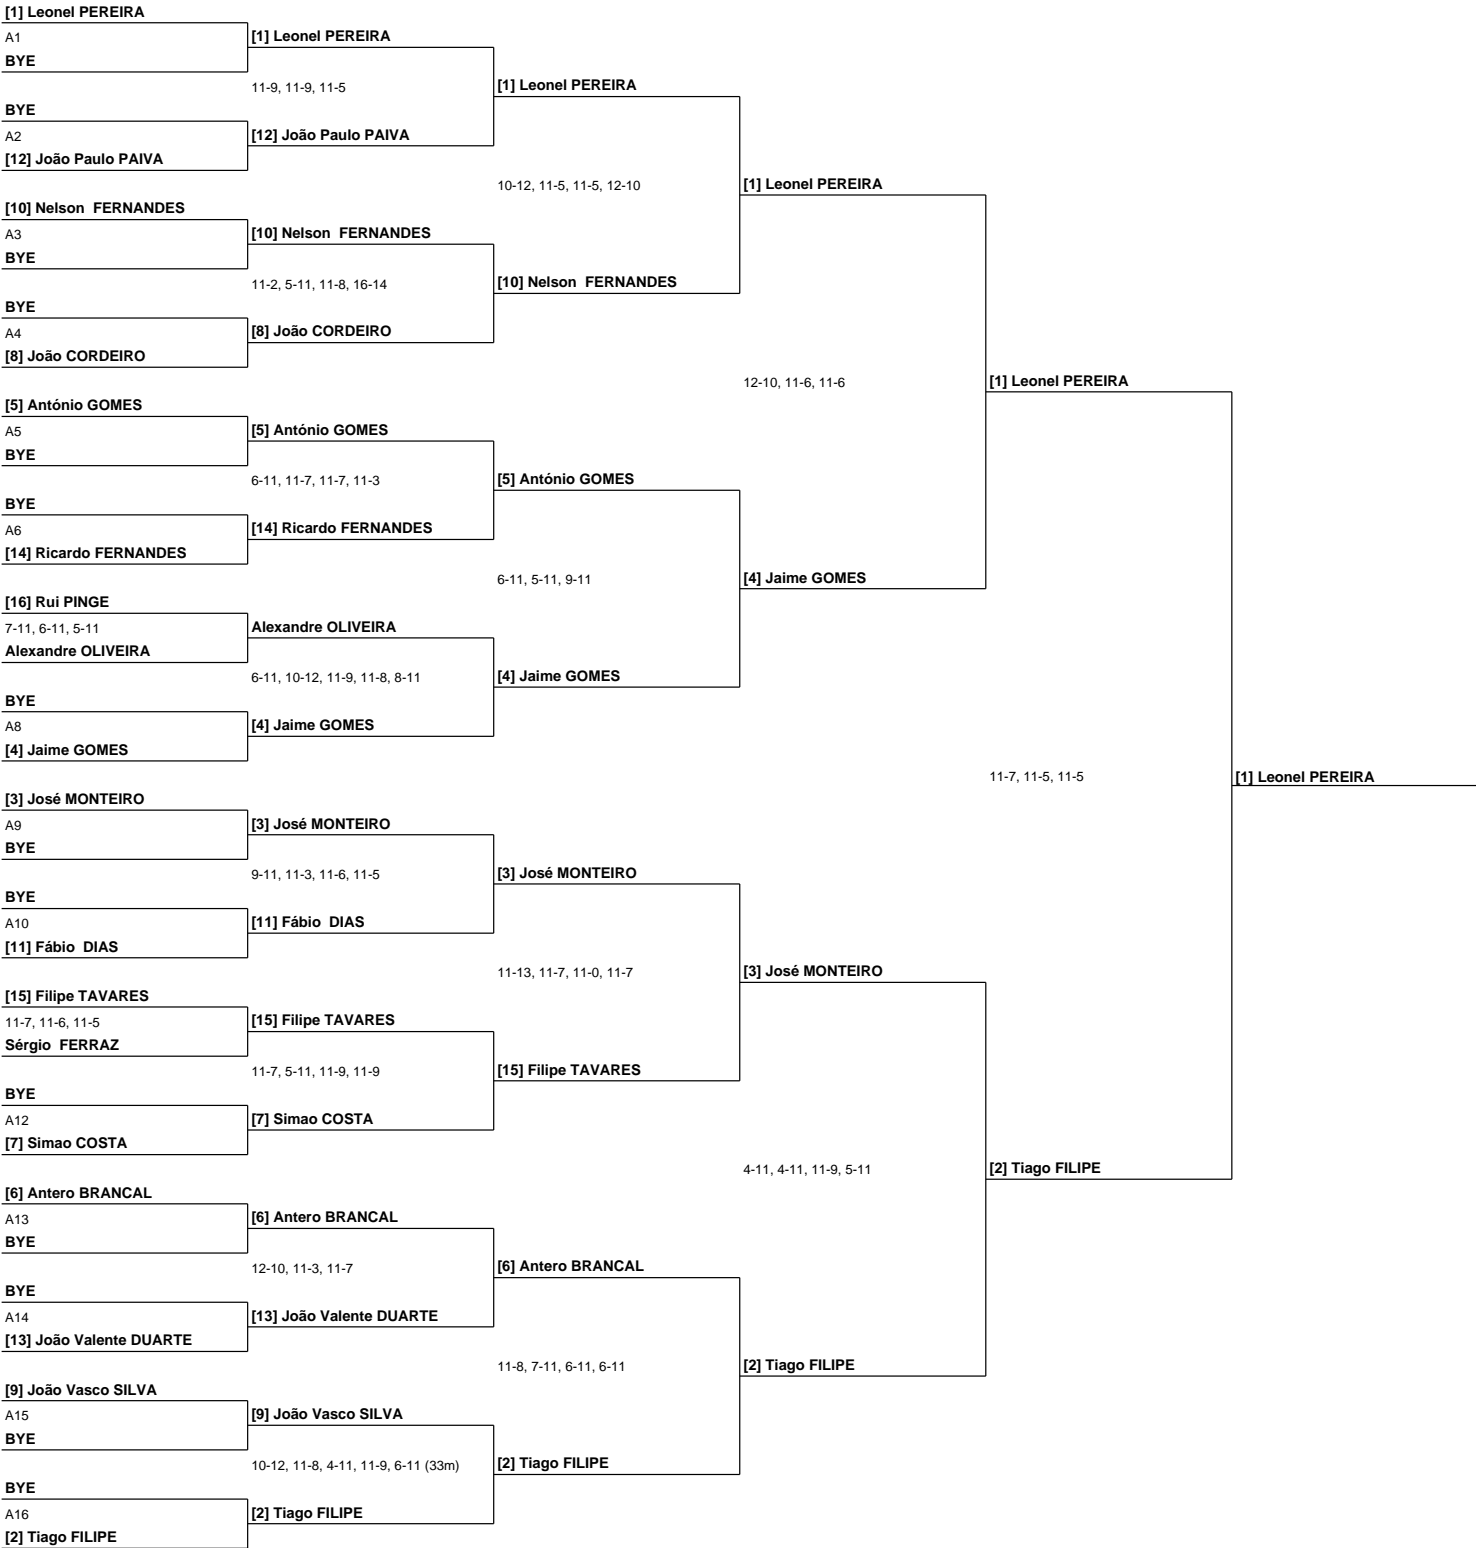 [1] Leonel PEREIRA
A1
BYE
BYE
A2
[12] João Paulo PAIVA
[10] Nelson  FERNANDES
A3
BYE
BYE
A4
[8] João CORDEIRO
[5] António GOMES
A5
BYE
BYE
A6
[14] Ricardo FERNANDES
[16] Rui PINGE
7-11, 6-11, 5-11
Alexandre OLIVEIRA
BYE
A8
[4] Jaime GOMES
[3] José MONTEIRO
A9
BYE
BYE
A10
[11] Fábio  DIAS
[15] Filipe TAVARES
11-7, 11-6, 11-5
Sérgio  FERRAZ
BYE
A12
[7] Simao COSTA
[6] Antero BRANCAL
A13
BYE
BYE
A14
[13] João Valente DUARTE
[9] João Vasco SILVA
A15
BYE
BYE
A16
[2] Tiago FILIPE
[1] Leonel PEREIRA
11-9, 11-9, 11-5
[12] João Paulo PAIVA
[10] Nelson  FERNANDES
11-2, 5-11, 11-8, 16-14
[8] João CORDEIRO
[5] António GOMES
6-11, 11-7, 11-7, 11-3
[14] Ricardo FERNANDES
Alexandre OLIVEIRA
6-11, 10-12, 11-9, 11-8, 8-11
[4] Jaime GOMES
[3] José MONTEIRO
9-11, 11-3, 11-6, 11-5
[11] Fábio  DIAS
[15] Filipe TAVARES
11-7, 5-11, 11-9, 11-9
[7] Simao COSTA
[6] Antero BRANCAL
12-10, 11-3, 11-7
[13] João Valente DUARTE
[9] João Vasco SILVA
10-12, 11-8, 4-11, 11-9, 6-11 (33m)
[2] Tiago FILIPE
[1] Leonel PEREIRA
10-12, 11-5, 11-5, 12-10
[10] Nelson  FERNANDES
[5] António GOMES
6-11, 5-11, 9-11
[4] Jaime GOMES
[3] José MONTEIRO
11-13, 11-7, 11-0, 11-7
[15] Filipe TAVARES
[6] Antero BRANCAL
11-8, 7-11, 6-11, 6-11
[2] Tiago FILIPE
[1] Leonel PEREIRA
12-10, 11-6, 11-6
[4] Jaime GOMES
[3] José MONTEIRO
4-11, 4-11, 11-9, 5-11
[2] Tiago FILIPE
[1] Leonel PEREIRA
11-7, 11-5, 11-5
[2] Tiago FILIPE
[1] Leonel PEREIRA